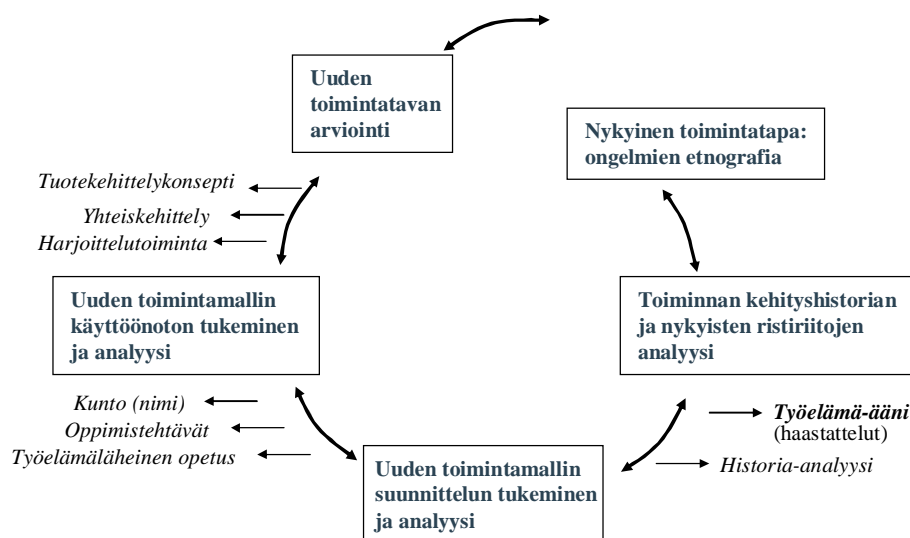 Uuden
toimintatavan
arviointi
Nykyinen toimintatapa:
ongelmien etnografia
Tuotekehittelykonsepti
Yhteiskehittely
Harjoittelutoiminta
Uuden toimintamallin
käyttöönoton tukeminen
ja analyysi
Toiminnan kehityshistorian
ja nykyisten ristiriitojen
analyysi
Kunto (nimi)
Oppimistehtävät
Työelämäläheinen opetus
Työelämä-ääni
(haastattelut)
Historia-analyysi
Uuden toimintamallin
suunnittelun tukeminen
ja analyysi